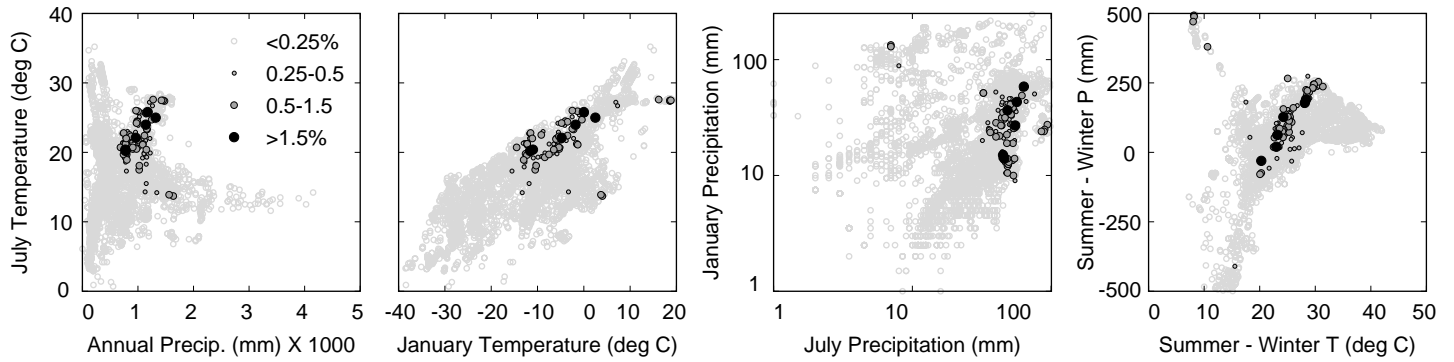 July Temperature (deg C)
40
30
20
10
0
<0.25%
0.25-0.5
0.5-1.5
>1.5%
0 1 2 3 4 5
Annual Precip. (mm) X 1000
-40 -30 -20 -10 0 10 20
January Temperature (deg C)
January Precipitation (mm)
100
10
1
1 10 100
July Precipitation (mm)
Summer - Winter P (mm)
500
250
0
-250
-500
0 10 20 30 40 50
Summer - Winter T (deg C)